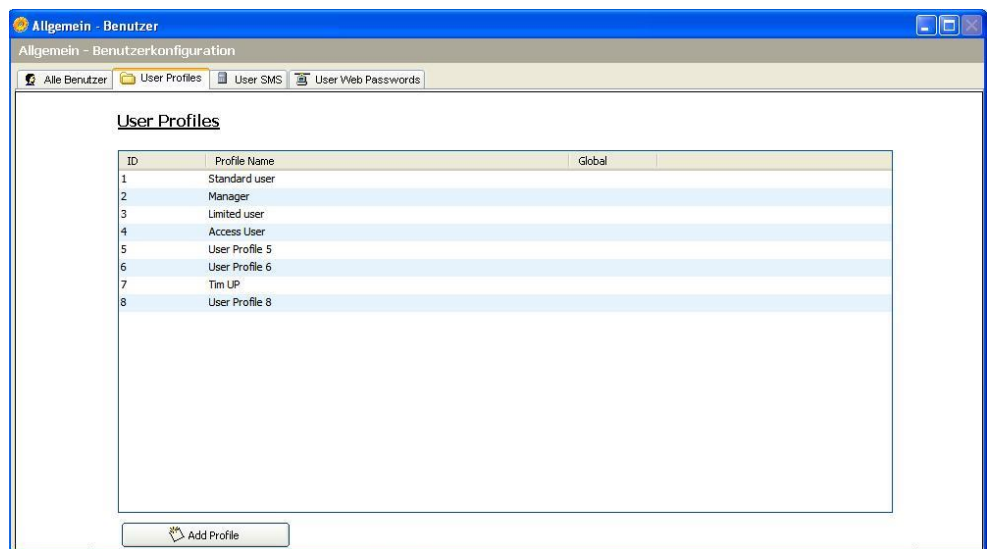 Allgemein - Benutzer
Allgemein - Benutzerkonfiguration
Alle Benutzer User Profiles User SMS User Web Passwords
User Profiles
ID Profile Name Global
1 Standard user
2 Manager
3 Limited user
4 Access User
5 User Profile 5
6 User Profile 6
7 Tim UP
8 User Profile 8
Add Profile